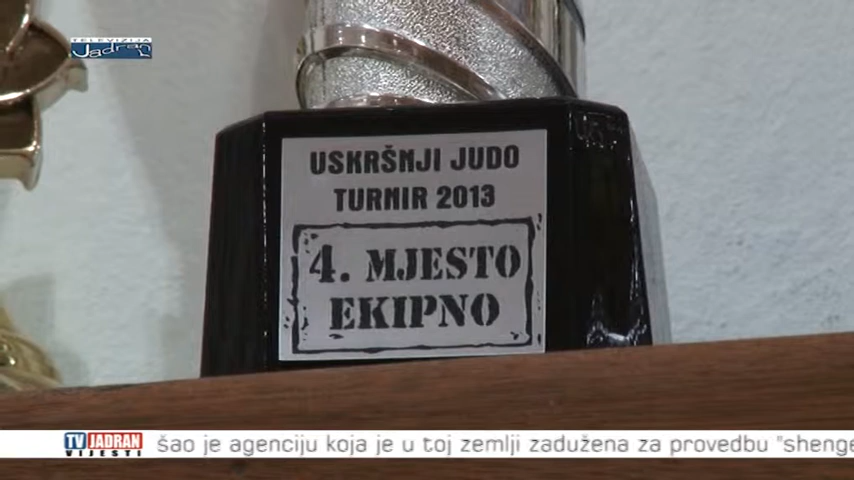 TELEVIZIJA
Jadran
USKRŠNJI JUDO
TURNIR 2013
4. MJESTO
EKIPNO
TV JADRAN
VIJESTI
šao je agenciju koja je u toj zemlji zadužena za provedbu "shenge